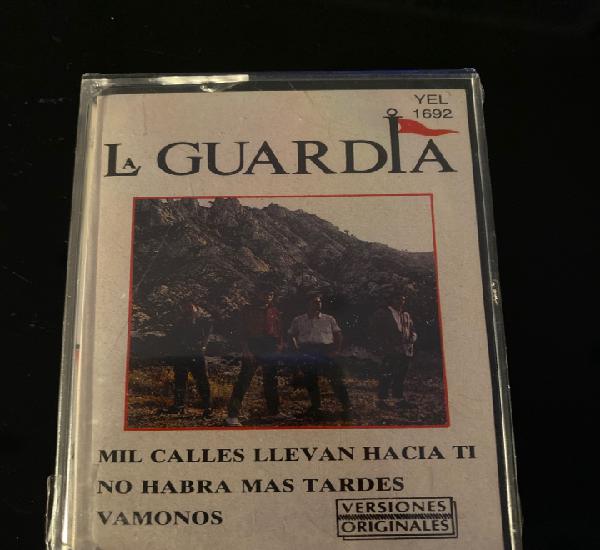 YEL
1692
LA GUARDIA
MIL CALLES LLEVAN HACIA TI
NO HABRA MAS TARDES
VAMONOS
VERSIONES
ORIGINALES